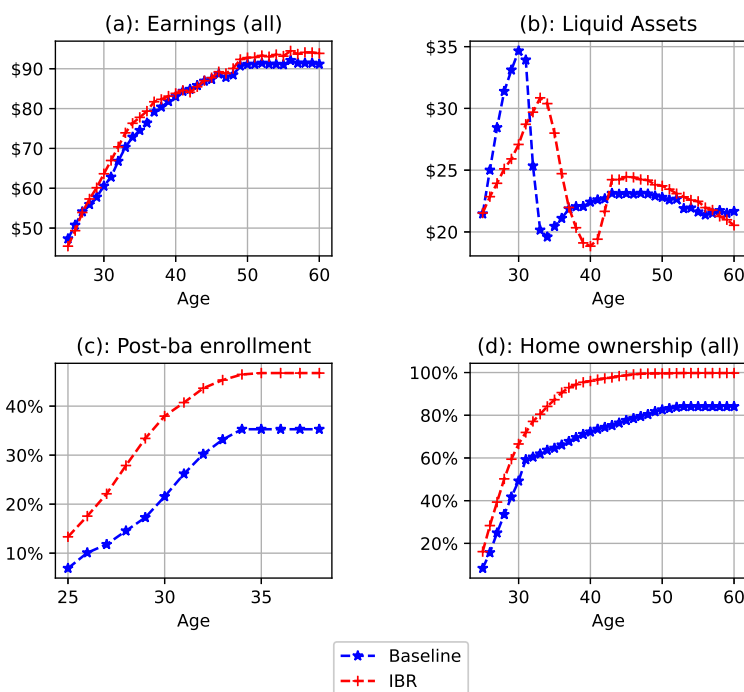 (a): Earnings (all)
$90
$80
$70
$60
$50
30 40 50 60
Age
(b): Liquid Assets
$35
$30
$25
$20
30 40 50 60
Age
(c): Post-ba enrollment
40%
30%
20%
10%
25 30 35
Age
(d): Home ownership (all)
100%
80%
60%
40%
20%
30 40 50 60
Age
Baseline
IBR